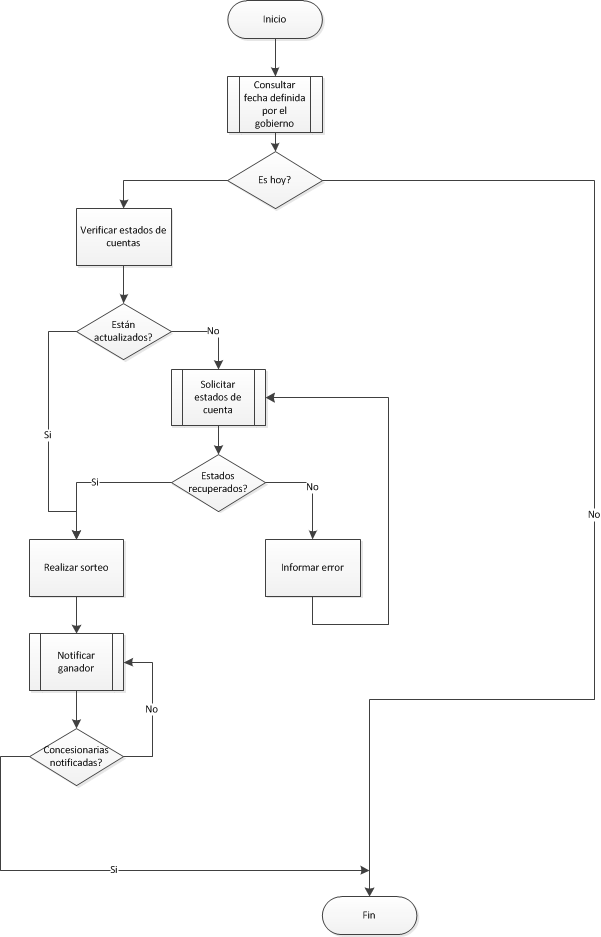 Inicio
Consultar
fecha definida
por el
gobierno
Es hoy?
Verificar estados de
cuentas
Están
actualizados?
No
Solicitar
estados de
cuenta
Si
Estados
recuperados?
Si
No
No
Realizar sorteo
Informar error
Notificar
ganador
No
Concesionarias
notificadas?
Si
Fin